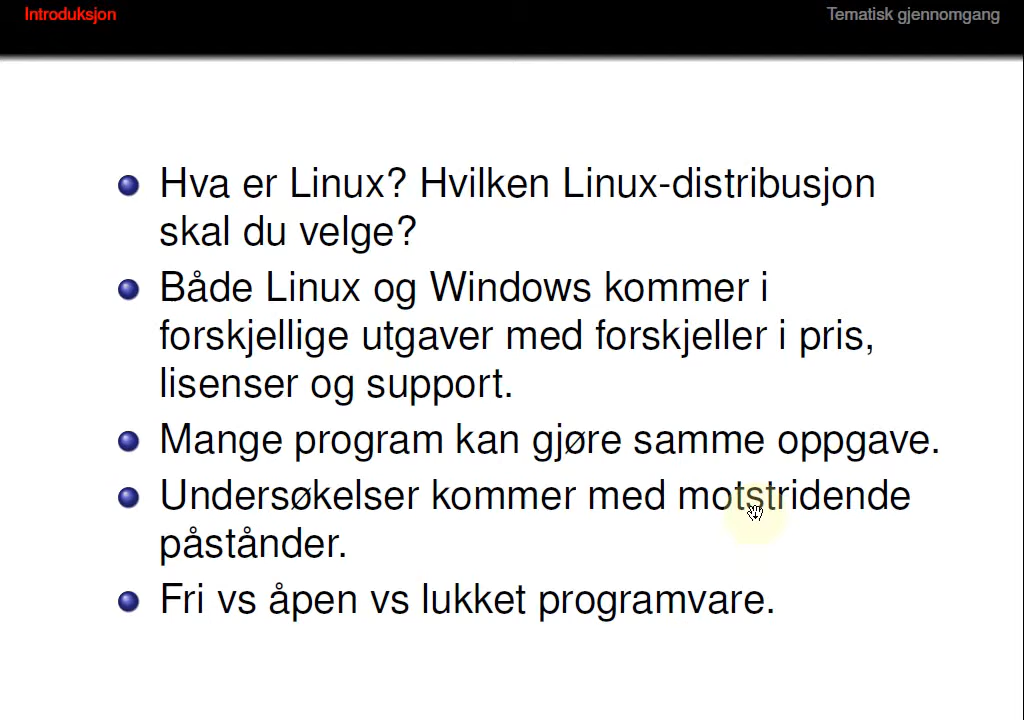 Introduksjon
Tematisk gjennomgang
Hva er Linux? Hvilken Linux-distribusjon
skal du velge?
Både Linux og Windows kommer i
forskjellige utgaver med forskjeller i pris,
lisenser og support.
Mange program kan gjøre samme oppgave.
Undersøkelser kommer med motstridende
påstånder.
Fri vs åpen vs lukket programvare.